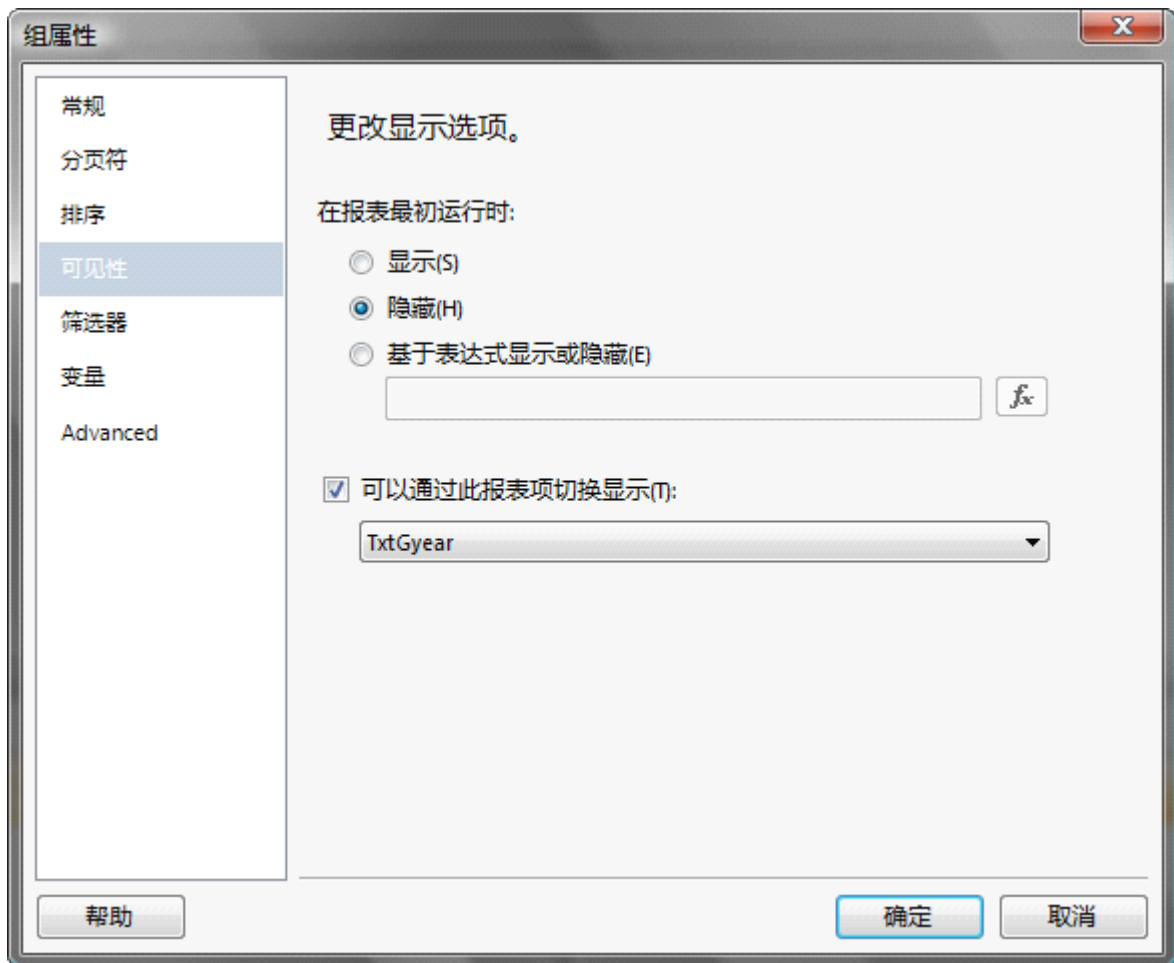 组属性
常规
分页符
排序
可见性
筛选器
变量
Advanced
更改显示选项。
在报表最初运行时:
显示(S)
隐藏(H)
基于表达式显示或隐藏(E)
fx
可以通过此报表项切换显示(T):
TxtGyear
帮助
确定
取消